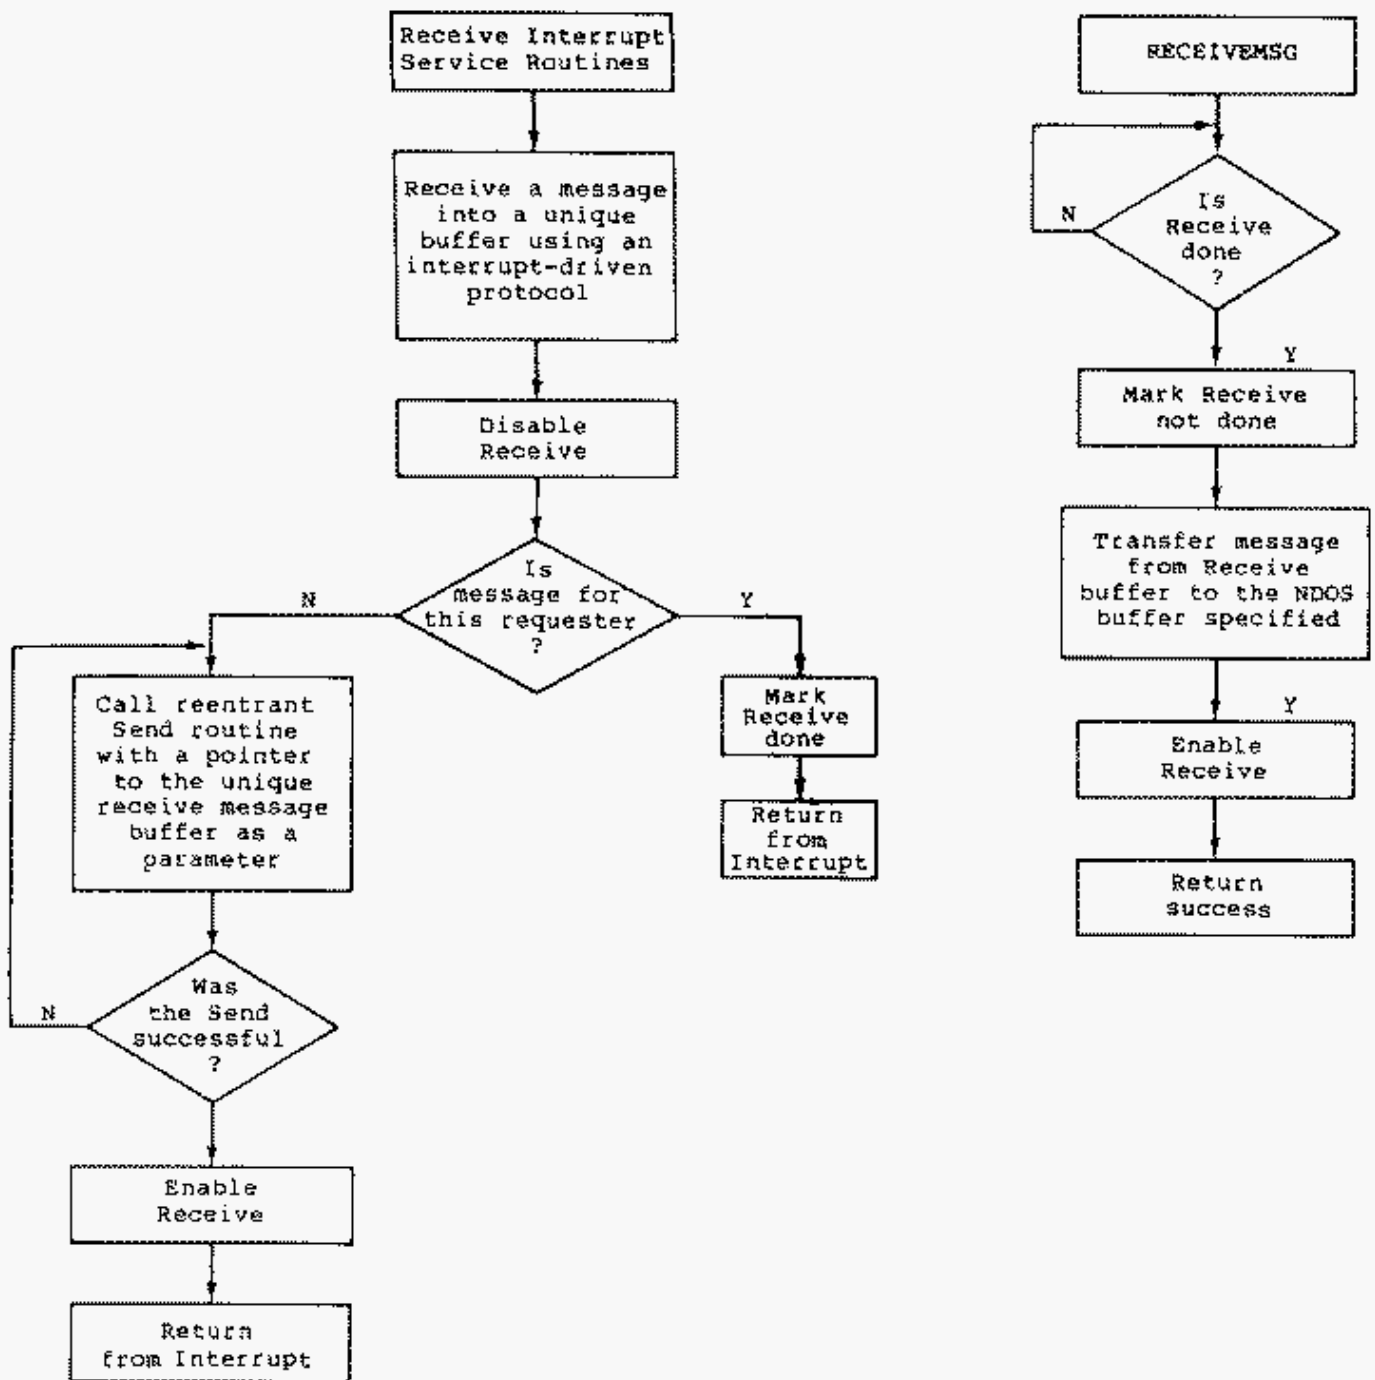 Receive Interrupt
Service Routines
Receive a message
into a unique
buffer using an
interrupt-driven
protocol
Disable
Receive
Is
message for
this requester
?
N
Y
Call reentrant
Send routine
with a pointer
to the unique
receive message
buffer as a
parameter
Mark
Receive
done
Return
from
Interrupt
Was
the Send
successful
?
N
Enable
Receive
Return
from Interrupt
RECEIVEMSG
Is
Receive
done
?
N
Y
Mark Receive
not done
Transfer message
from Receive
buffer to the NDOS
buffer specified
Y
Enable
Receive
Return
success